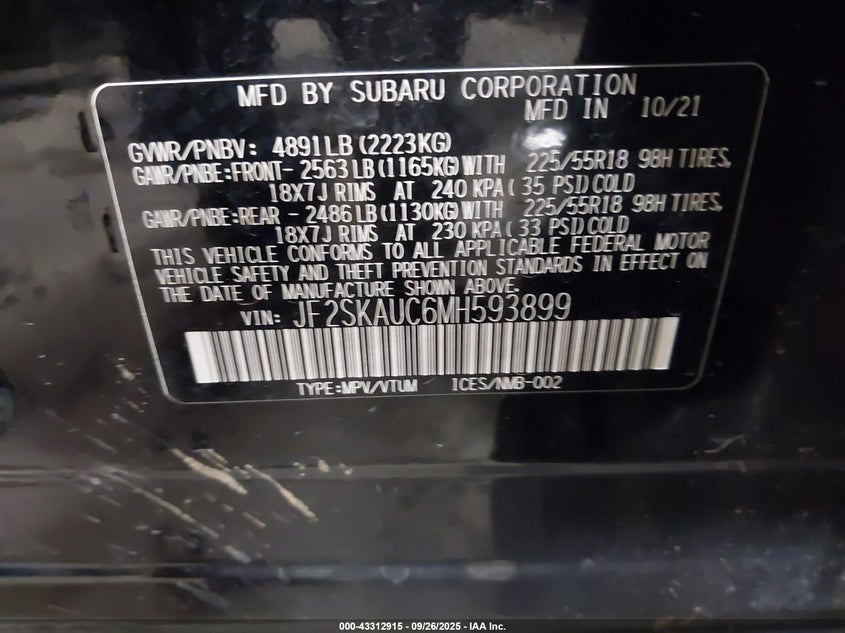 MFD BY SUBARU CORPORATION
MFD IN 10/21
GVWR/PNBV: 4891LB (2223KG)
GAWR/PNBE:FRONT- 2563LB(1165KG)WITH 225/55R18 98H TIRES,
18X7J RIMS AT 240 KPA( 35 PSI)COLD
GAWR/PNBE:REAR - 2486LB(1130KG)WITH 225/55R18 98H TIRES,
18X7J RIMS AT 230 KPA( 33 PSI)COLD
THIS VEHICLE CONFORMS TO ALL APPLICABLE FEDERAL MOTOR
VEHICLE SAFETY AND THEFT PREVENTION STANDARDS IN EFFECT ON
THE DATE OF MANUFACTURE SHOWN ABOVE.
VIN: JF2SKAUC6MH593899
TYPE:MPV/VTUM ICES/NMB-002
000-43312915 - 09/26/2025 - IAA Inc.